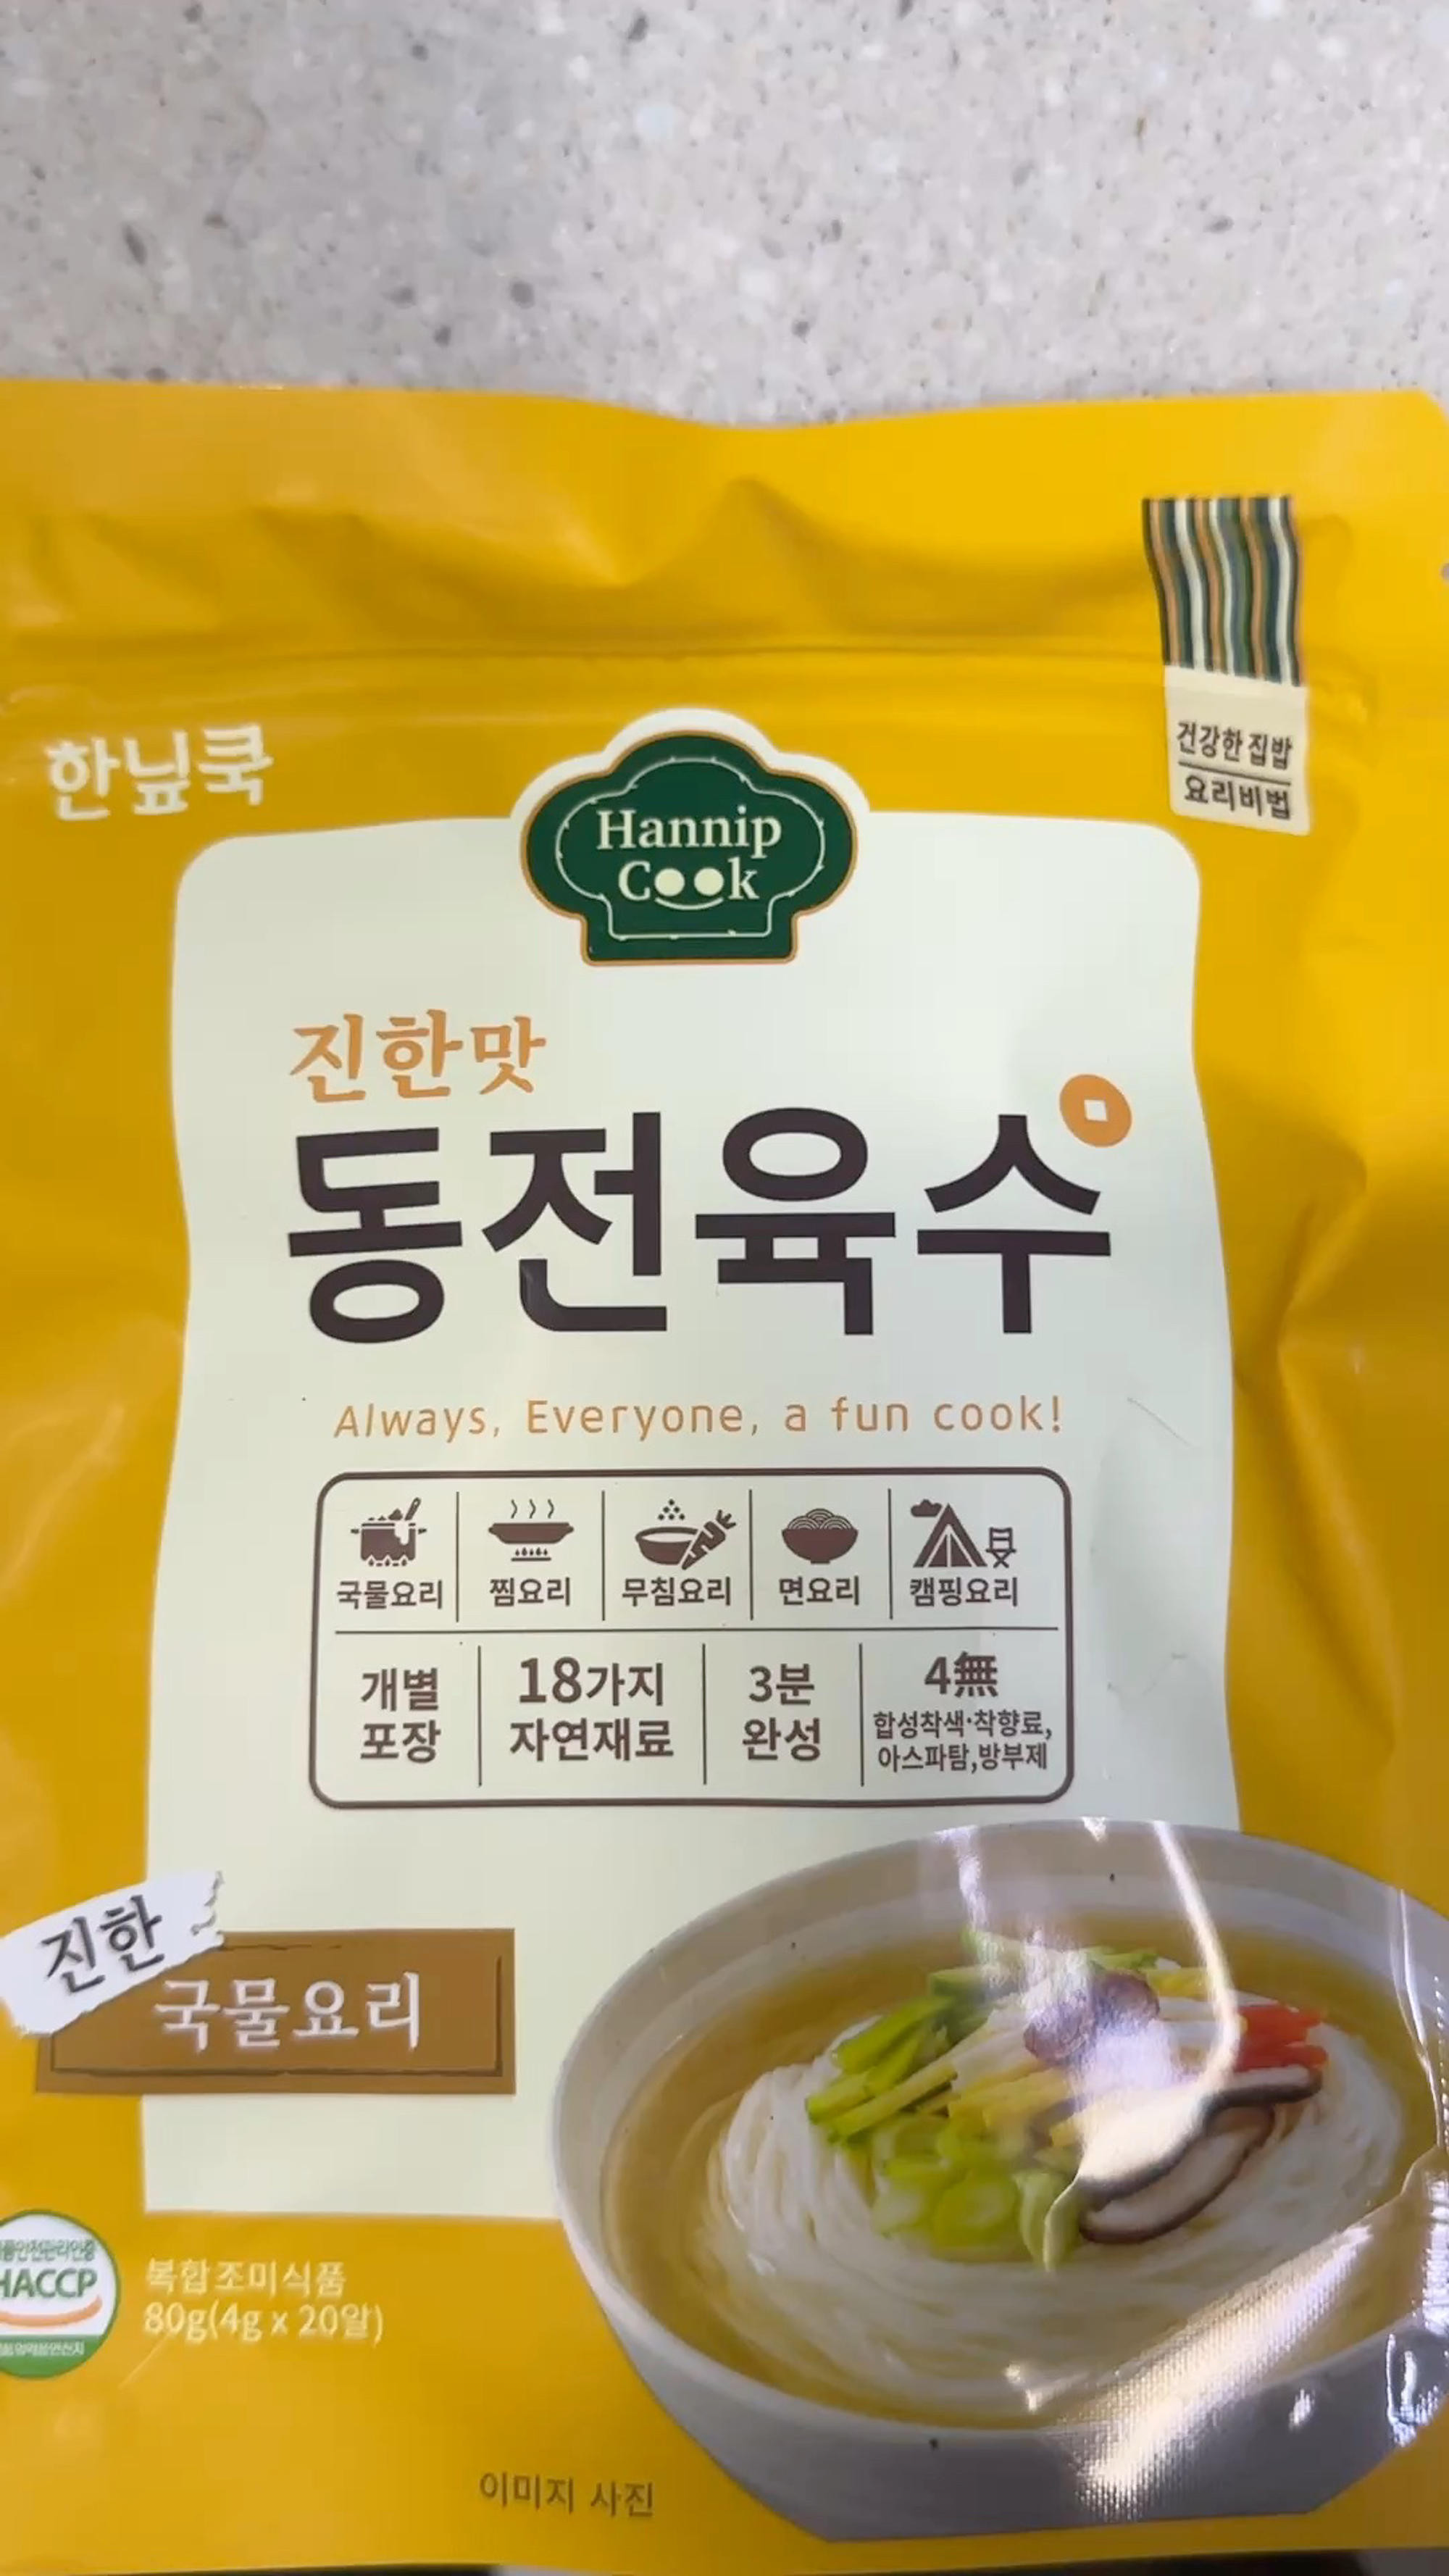 한닢쿡
건강한 집밥
요리비법
Hannip
Cook
진한맛
동전육수
Always, Everyone, a fun cook!
국물요리 찜요리 무침요리 면요리 캠핑요리
개별 포장
18가지 자연재료
3분 완성
4無
합성착색·착향료,
아스파탐,방부제
진한
국물요리
HACCP
복합조미식품
80g(4g x 20알)
이미지 사진